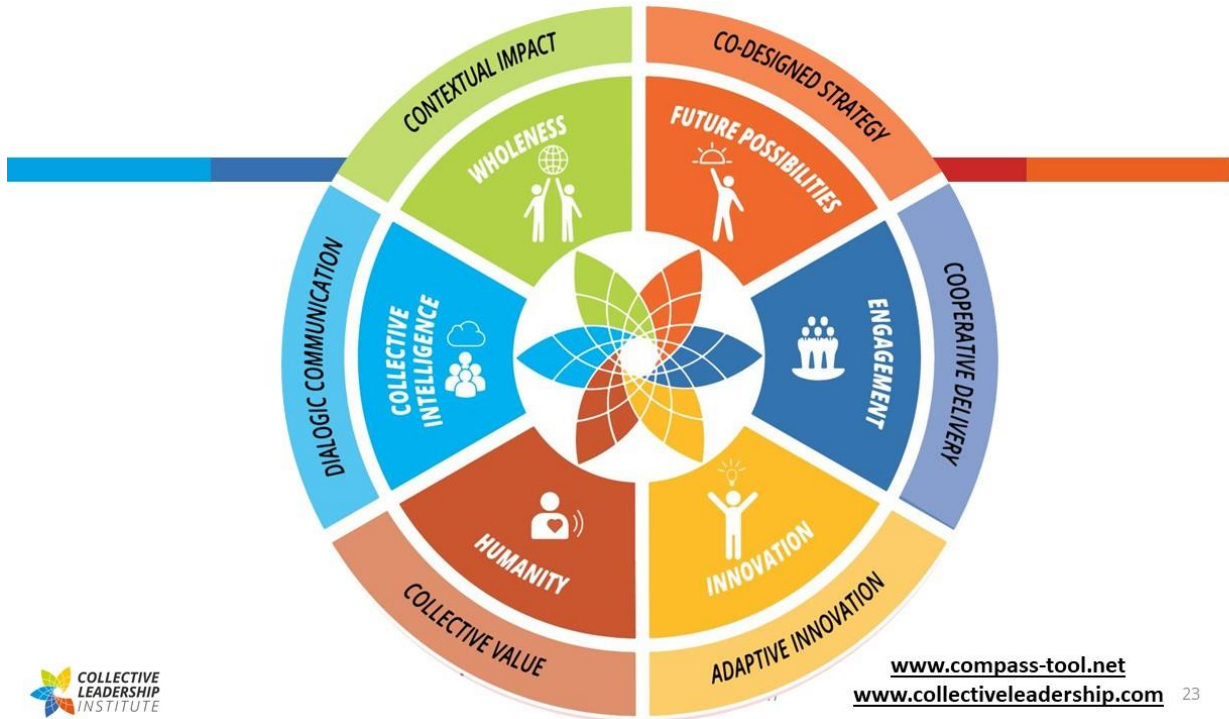 CONTEXTUAL IMPACT
CO-DESIGNED STRATEGY
WHOLENESS
FUTURE POSSIBILITIES
DIALOGIC COMMUNICATION
COLLECTIVE
INTELLIGENCE
ENGAGEMENT
COOPERATIVE DELIVERY
HUMANITY
INNOVATION
COLLECTIVE VALUE
ADAPTIVE INNOVATION
COLLECTIVE
LEADERSHIP
INSTITUTE
www.compass-tool.net
www.collectiveleadership.com 23